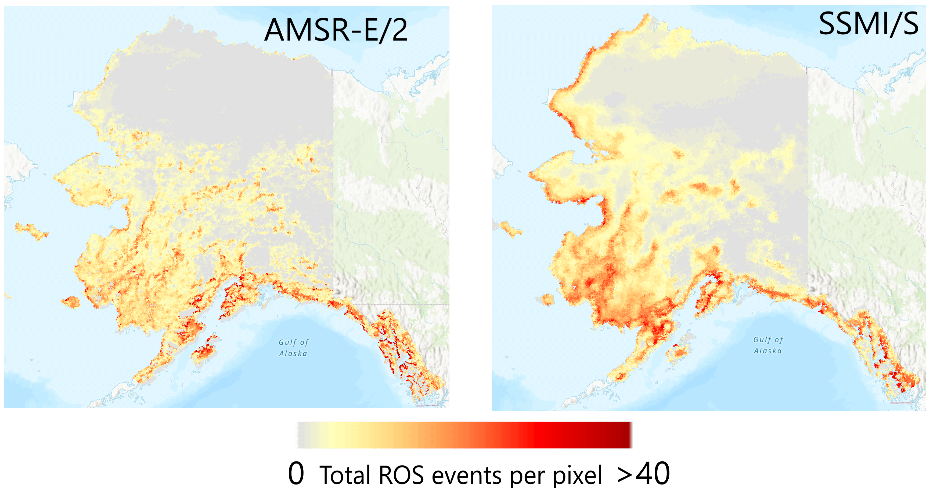 AMSR-E/2
SSMI/S
Gulf of
Alaska
Gulf of
Alaska
0 Total ROS events per pixel >40